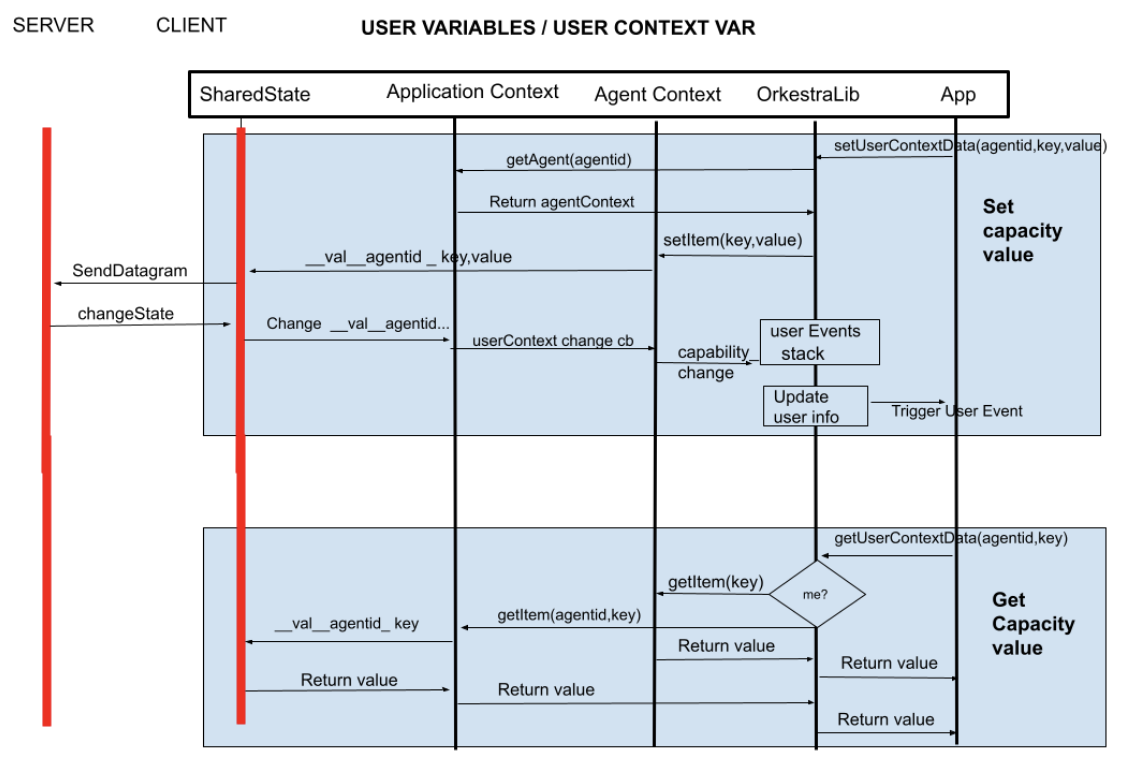 SERVER
CLIENT
USER VARIABLES / USER CONTEXT VAR
SharedState
Application Context
Agent Context
OrkestraLib
App
setUserContextData(agentid,key,value)
getAgent(agentid)
Return agentContext
Set
capacity
value
setItem(key,value)
__val__agentid _ key,value
SendDatagram
changeState
Change __val__agentid...
userContext change cb
user Events
stack
capability_
change
Update
user info
Trigger User Event
getUserContextData(agentid,key)
me?
getItem(key)
getItem(agentid,key)
__val__agentid_ key
Get
Capacity
value
Return value
Return value
Return value
Return value
Return value